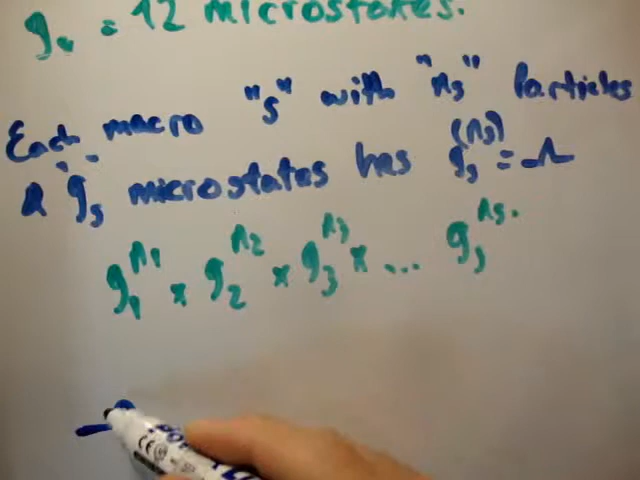 g₄ = 12 microstates.
Each macro "s" with "ns" Particles
& "gs" microstates has gs^(ns) = Ω
g₁^n₁ x g₂^n₂ x g₃^n₃ x ... gs^ns.